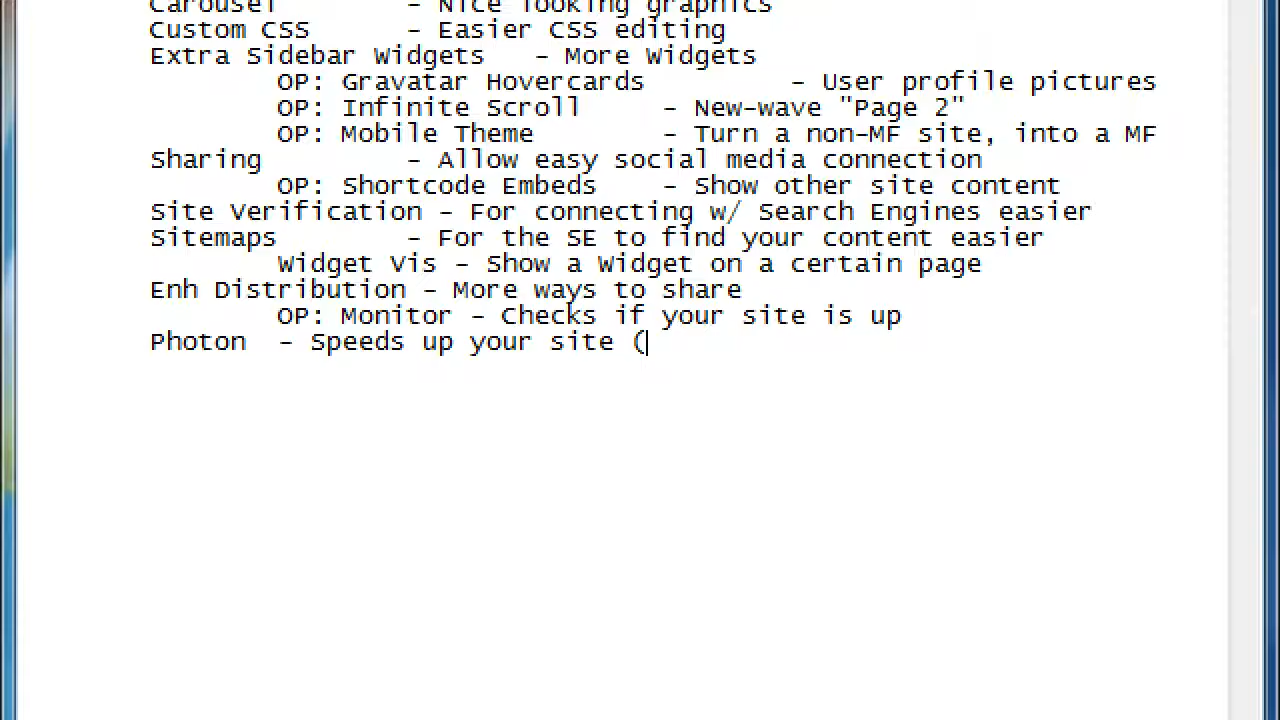 Carousel - Nice looking graphics
Custom CSS - Easier CSS editing
Extra Sidebar Widgets - More Widgets
OP: Gravatar Hovercards - User profile pictures
OP: Infinite Scroll - New-wave "Page 2"
OP: Mobile Theme - Turn a non-MF site, into a MF
Sharing - Allow easy social media connection
OP: Shortcode Embeds - Show other site content
Site Verification - For connecting w/ Search Engines easier
Sitemaps - For the SE to find your content easier
Widget Vis - Show a Widget on a certain page
Enh Distribution - More ways to share
OP: Monitor - Checks if your site is up
Photon - Speeds up your site (